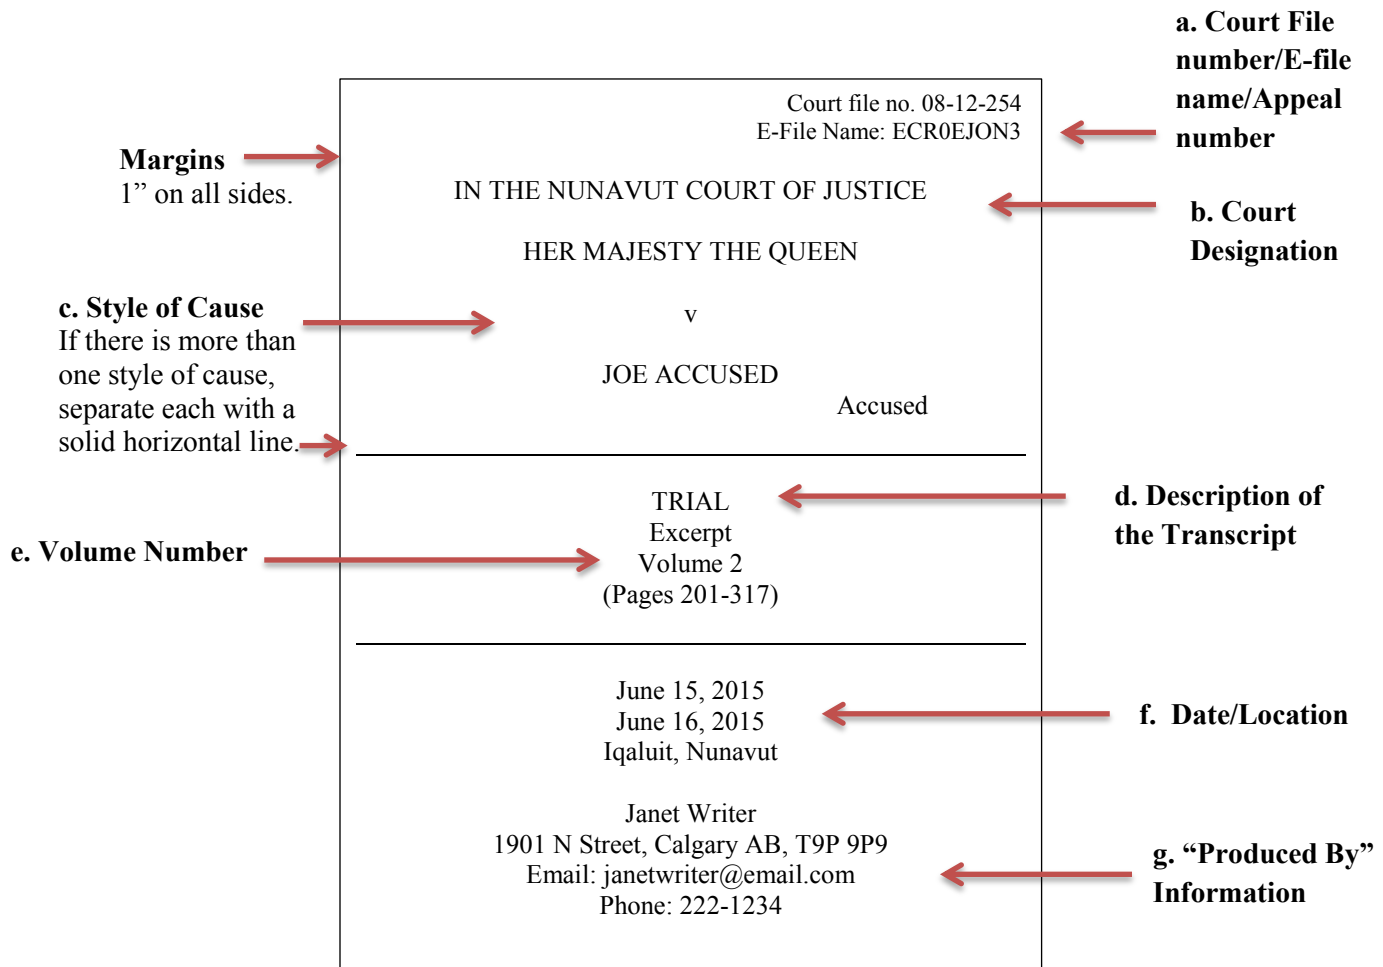 a. Court File
number/E-file
name/Appeal
number
Court file no. 08-12-254
E-File Name: ECR0EJON3
Margins
1” on all sides.
IN THE NUNAVUT COURT OF JUSTICE
b. Court
Designation
HER MAJESTY THE QUEEN
c. Style of Cause
If there is more than
one style of cause,
separate each with a
solid horizontal line.
v
JOE ACCUSED
Accused
TRIAL
Excerpt
Volume 2
(Pages 201-317)
d. Description of
the Transcript
e. Volume Number
June 15, 2015
June 16, 2015
Iqaluit, Nunavut
f. Date/Location
Janet Writer
1901 N Street, Calgary AB, T9P 9P9
Email: janetwriter@email.com
Phone: 222-1234
g. “Produced By”
Information